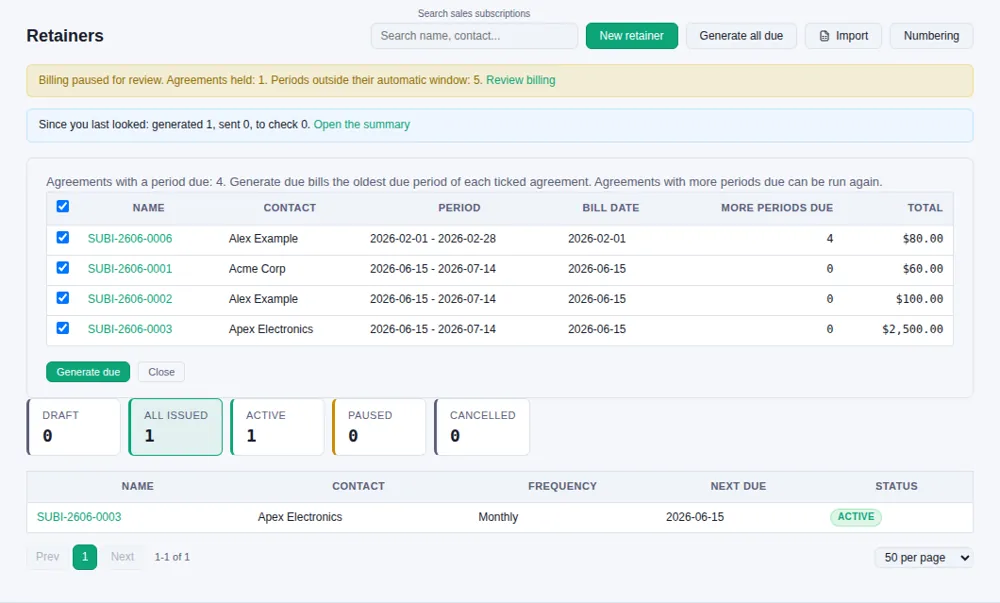 Search sales subscriptions
Retainers
Search name, contact...
New retainer
Generate all due
Import
Numbering
Billing paused for review. Agreements held: 1. Periods outside their automatic window: 5. Review billing
Since you last looked: generated 1, sent 0, to check 0. Open the summary
Agreements with a period due: 4. Generate due bills the oldest due period of each ticked agreement. Agreements with more periods due can be run again.
NAME CONTACT PERIOD BILL DATE MORE PERIODS DUE TOTAL
SUBI-2606-0006 Alex Example 2026-02-01 - 2026-02-28 2026-02-01 4 $80.00
SUBI-2606-0001 Acme Corp 2026-06-15 - 2026-07-14 2026-06-15 0 $60.00
SUBI-2606-0002 Alex Example 2026-06-15 - 2026-07-14 2026-06-15 0 $100.00
SUBI-2606-0003 Apex Electronics 2026-06-15 - 2026-07-14 2026-06-15 0 $2,500.00
Generate due Close
DRAFT ALL ISSUED ACTIVE PAUSED CANCELLED
0 1 1 0 0
NAME CONTACT FREQUENCY NEXT DUE STATUS
SUBI-2606-0003 Apex Electronics Monthly 2026-06-15 ACTIVE
Prev 1 Next 1-1 of 1 50 per page